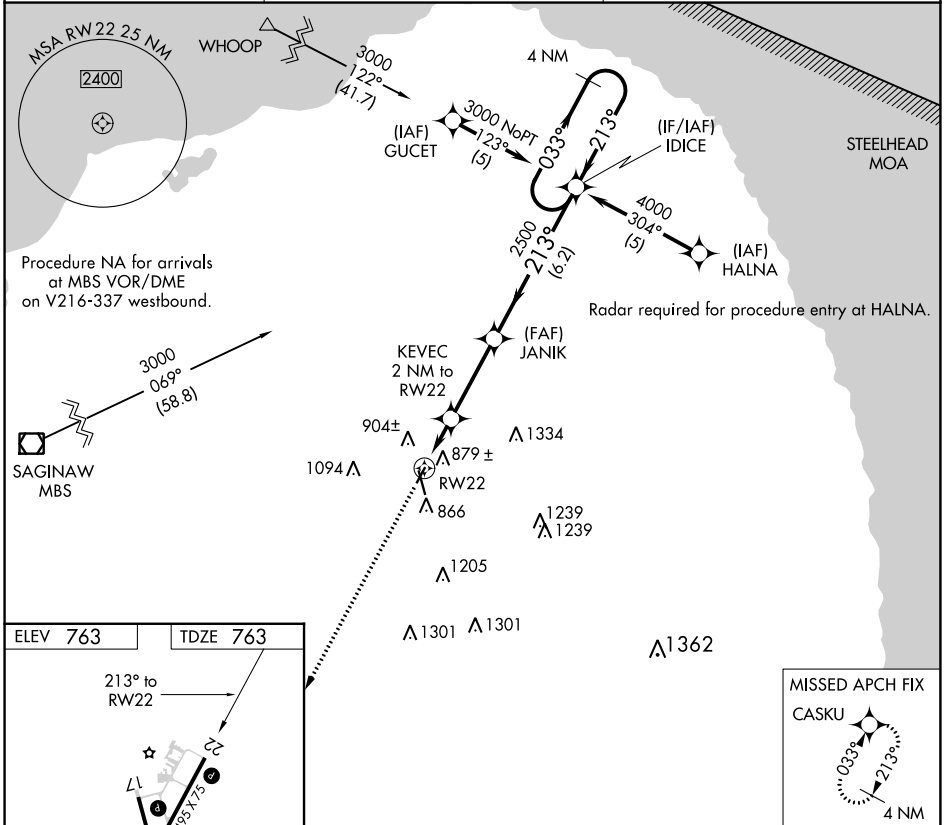 MSA RW 22 25 NM
2400
WHOOP
3000
122°
(41.7)
4 NM
(IAF)
GUCET
3000 NoPT
123°
(5)
033°
213°
(IF/IAF)
IDICE
STEELHEAD
MOA
4000
304°
(5)
(IAF)
HALNA
2500
213°
(6.2)
Procedure NA for arrivals
at MBS VOR/DME
on V216-337 westbound.
Radar required for procedure entry at HALNA.
(FAF)
JANIK
KEVEC
2 NM to
RW22
3000
069°
(58.8)
SAGINAW
MBS
904±
1334
879 ±
1094
RW22
866
1239
1239
1205
1301
1301
1362
ELEV 763
TDZE 763
213° to
RW22
22
17
P
P
95 X 75
MISSED APCH FIX
CASKU
033°
213°
4 NM